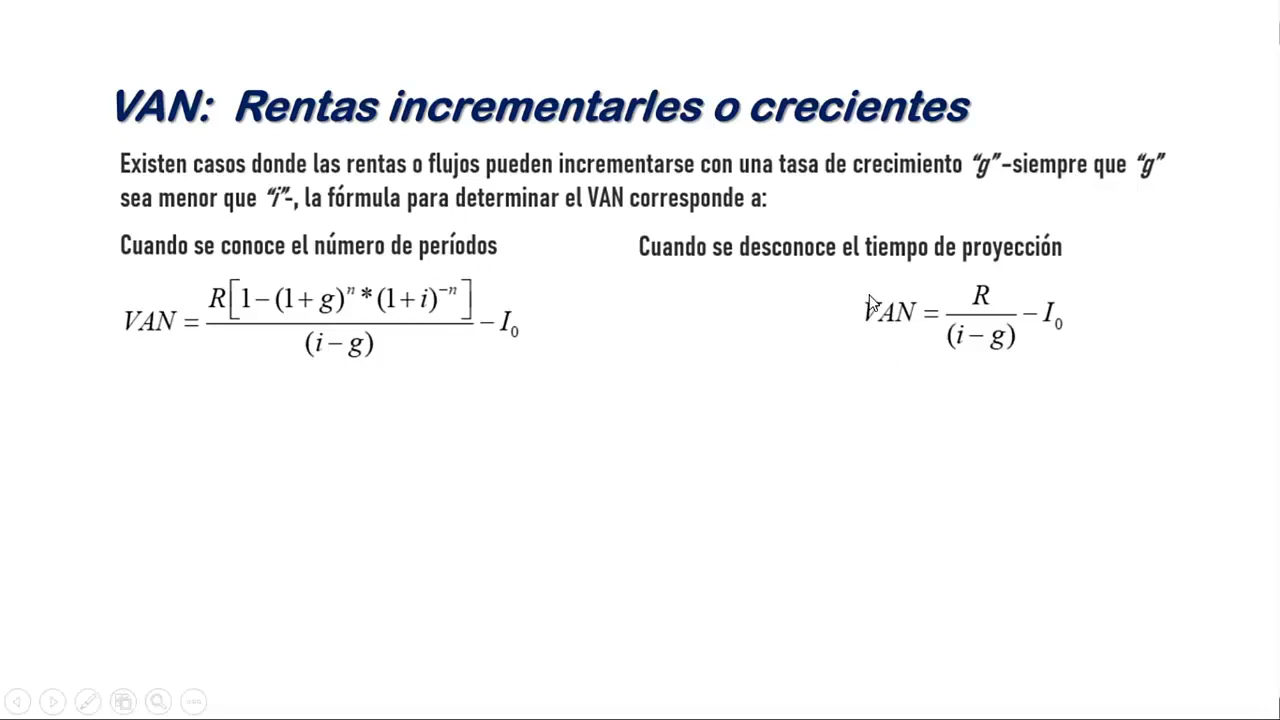 VAN: Rentas incrementarles o crecientes
Existen casos donde las rentas o flujos pueden incrementarse con una tasa de crecimiento “g” -siempre que “g”
sea menor que “i”-, la fórmula para determinar el VAN corresponde a:
Cuando se conoce el número de períodos
VAN = R[1-(1+g)^n*(1+i)^-n] / (i-g) - I_0
Cuando se desconoce el tiempo de proyección
VAN = R / (i-g) - I_0